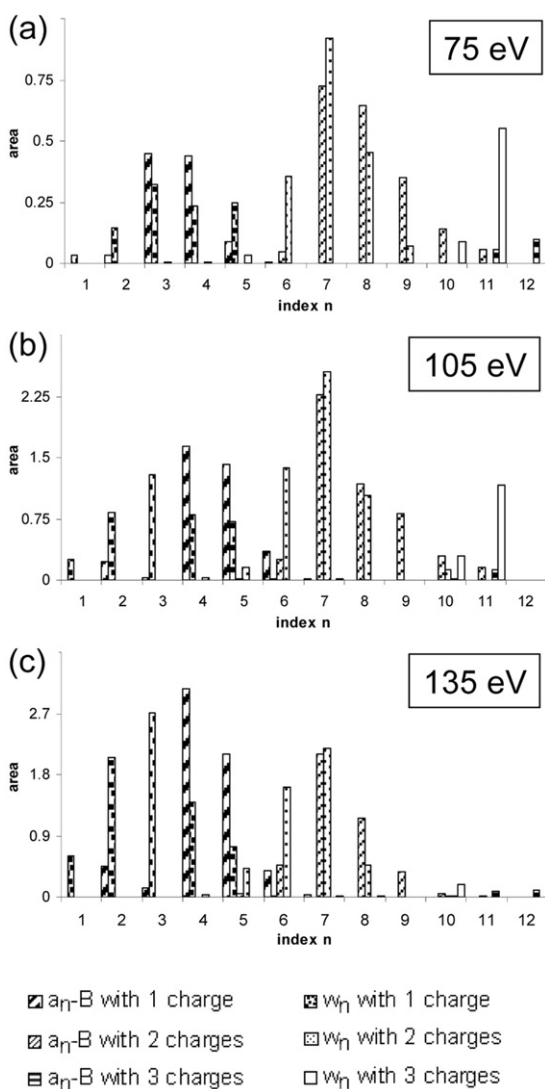 (a)
75 eV
0.75
0.5
0.25
0
area
1 2 3 4 5 6 7 8 9 10 11 12
index n
(b)
105 eV
2.25
1.5
0.75
0
area
1 2 3 4 5 6 7 8 9 10 11 12
index n
(c)
135 eV
2.7
1.8
0.9
0
area
1 2 3 4 5 6 7 8 9 10 11 12
index n
an-B with 1 charge
wn with 1 charge
an-B with 2 charges
wn with 2 charges
an-B with 3 charges
wn with 3 charges